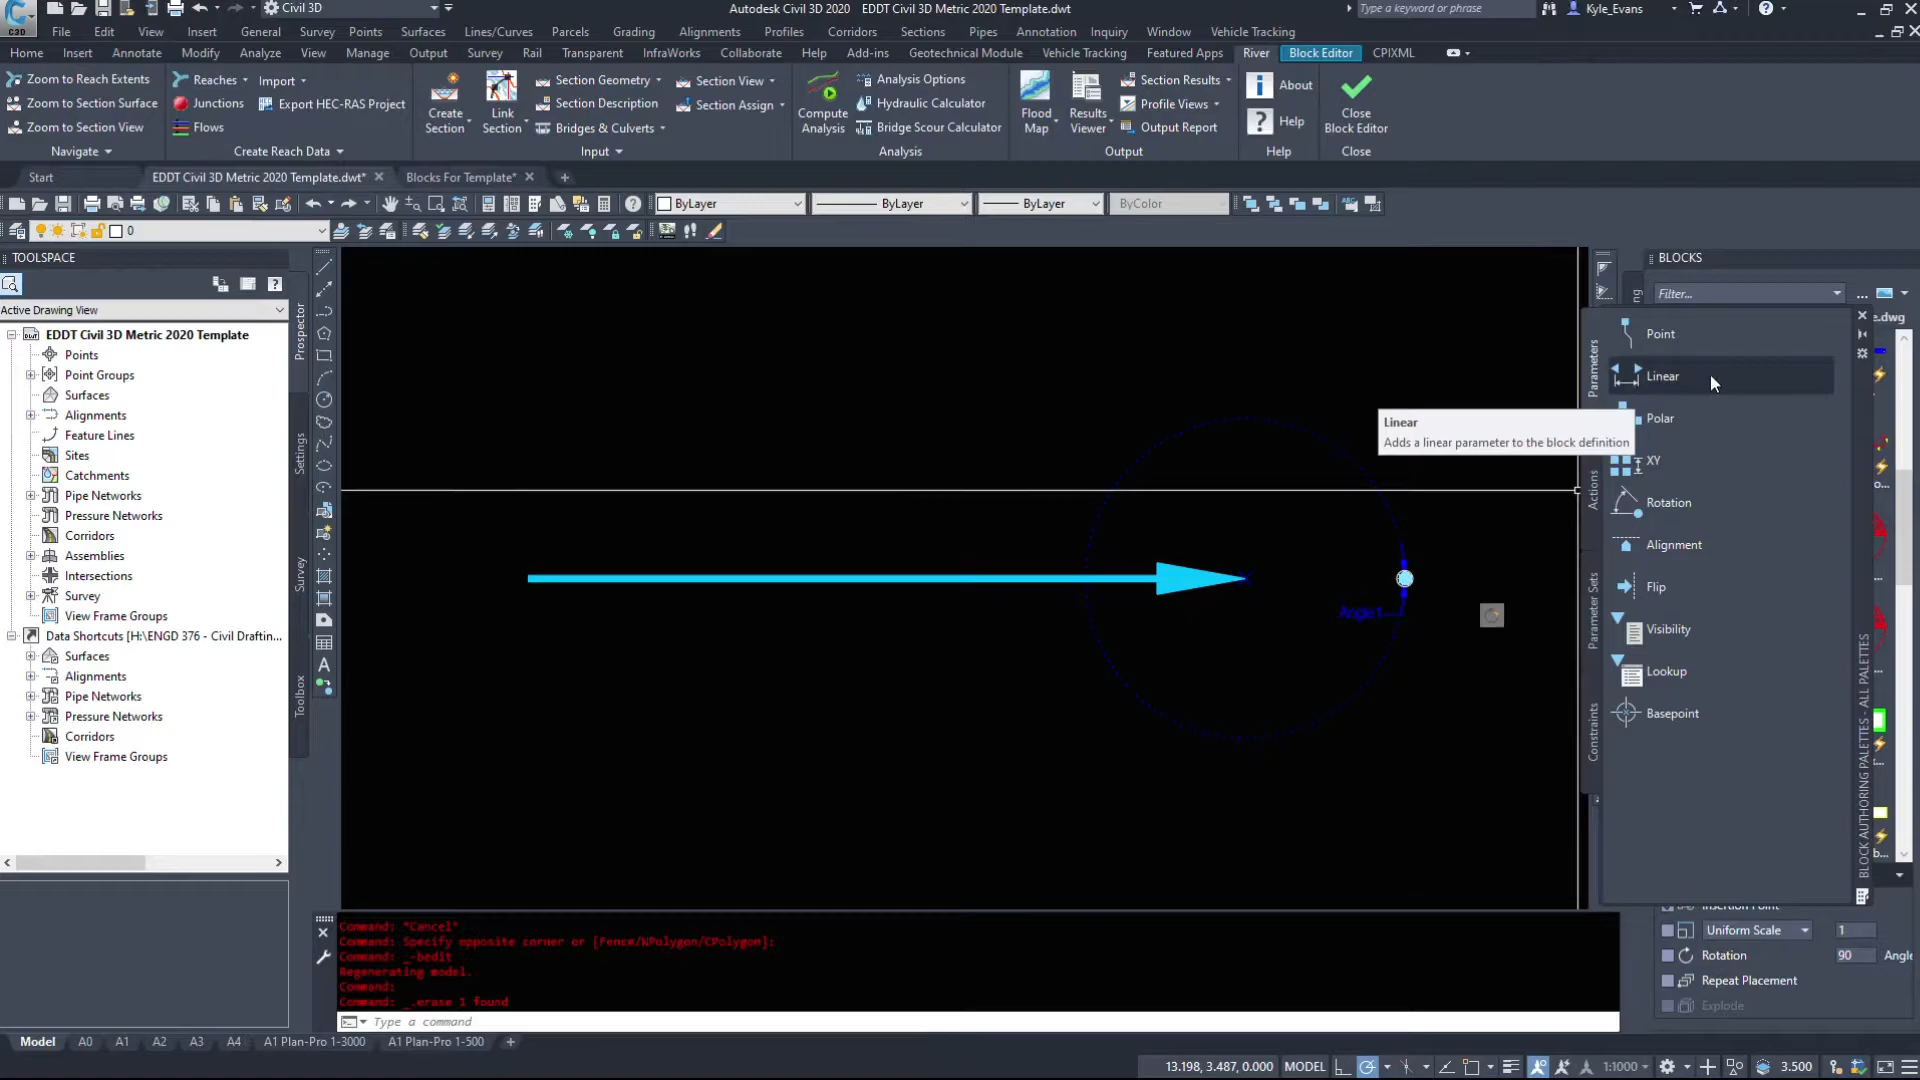 C3D
Civil 3D
Autodesk Civil 3D 2020 EDDT Civil 3D Metric 2020 Template.dwt
Type a keyword or phrase
Kyle_Evans
File Edit View Insert General Survey Points Surfaces Lines/Curves Parcels Grading Alignments Profiles Corridors Sections Pipes Annotation Inquiry Window Vehicle Tracking
Home Insert Annotate Modify Analyze View Manage Output Survey Rail Transparent InfraWorks Collaborate Help Add-ins Geotechnical Module Vehicle Tracking Featured Apps River Block Editor CPIXML
Zoom to Reach Extents
Zoom to Section Surface
Zoom to Section View
Navigate
Reaches Import
Junctions Export HEC-RAS Project
Flows
Create Reach Data
Create Section
Link Section
Section Geometry Section View
Section Description Section Assign
Bridges & Culverts
Input
Compute Analysis
Analysis Options
Hydraulic Calculator
Bridge Scour Calculator
Analysis
Flood Map
Results Viewer
Section Results
Profile Views
Output Report
Output
About
Help
Help
Close Block Editor
Close
Start EDDT Civil 3D Metric 2020 Template.dwt* Blocks For Template*
ByLayer ByLayer ByLayer ByColor
0
TOOLSPACE
Active Drawing View
EDDT Civil 3D Metric 2020 Template
Points
Point Groups
Surfaces
Alignments
Feature Lines
Sites
Catchments
Pipe Networks
Pressure Networks
Corridors
Assemblies
Intersections
Survey
View Frame Groups
Data Shortcuts [H:\ENGD 376 - Civil Draftin...
Surfaces
Alignments
Pipe Networks
Pressure Networks
Corridors
View Frame Groups
Prospector
Settings
Survey
Toolbox
Angle1
Linear
Adds a linear parameter to the block definition
BLOCKS
Filter...
...
ng
e.dwg
Parameters
Actions
Parameter Sets
Constraints
Point
Linear
Polar
XY
Rotation
Alignment
Flip
Visibility
Lookup
Basepoint
BLOCK AUTHORING PALETTES - ALL PALETTES
o...
b...
Insertion Point
Uniform Scale 1
Rotation 90 Angle
Repeat Placement
Explode
Command: *Cancel*
Command: Specify opposite corner or [Fence/WPolygon/CPolygon]:
Command: _-bedit
Regenerating model.
Command:
Command: _.erase 1 found
Type a command
Model A0 A1 A2 A3 A4 A1 Plan-Pro 1-3000 A1 Plan-Pro 1-500
13.198, 3.487, 0.000 MODEL 1:1000 3.500